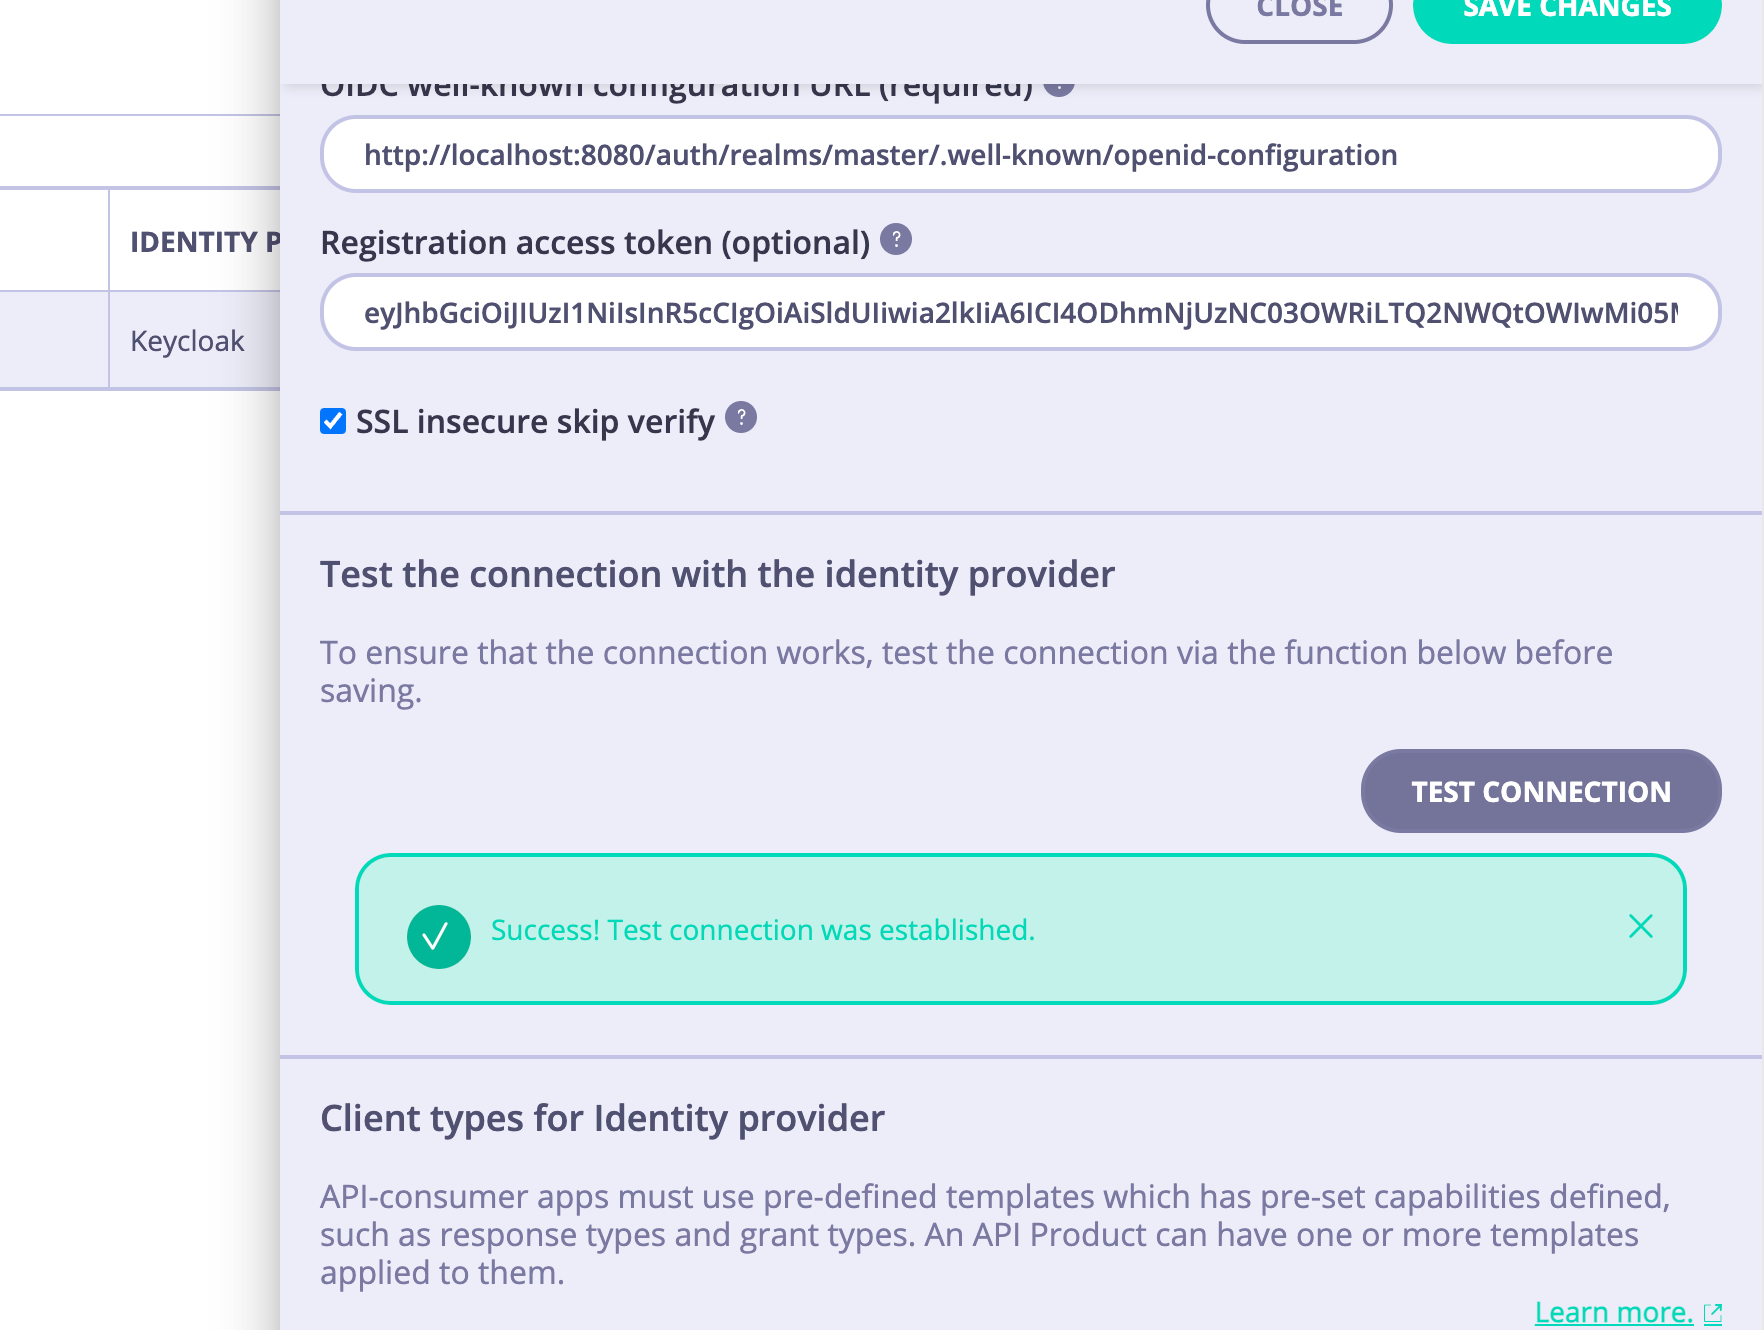 CLOSE
SAVE CHANGES
OIDC well-known configuration URL (required) ?
http://localhost:8080/auth/realms/master/.well-known/openid-configuration
IDENTITY P
Registration access token (optional) ?
eyJhbGciOiJIUzI1NiIsInR5cCIgOiAiSldUIiwia2lkIiA6ICI4ODhmNjUzNC03OWRiLTQ2NWQtOWIwMi05M
Keycloak
SSL insecure skip verify ?
Test the connection with the identity provider
To ensure that the connection works, test the connection via the function below before
saving.
TEST CONNECTION
Success! Test connection was established.
Client types for Identity provider
API-consumer apps must use pre-defined templates which has pre-set capabilities defined,
such as response types and grant types. An API Product can have one or more templates
applied to them.
Learn more.